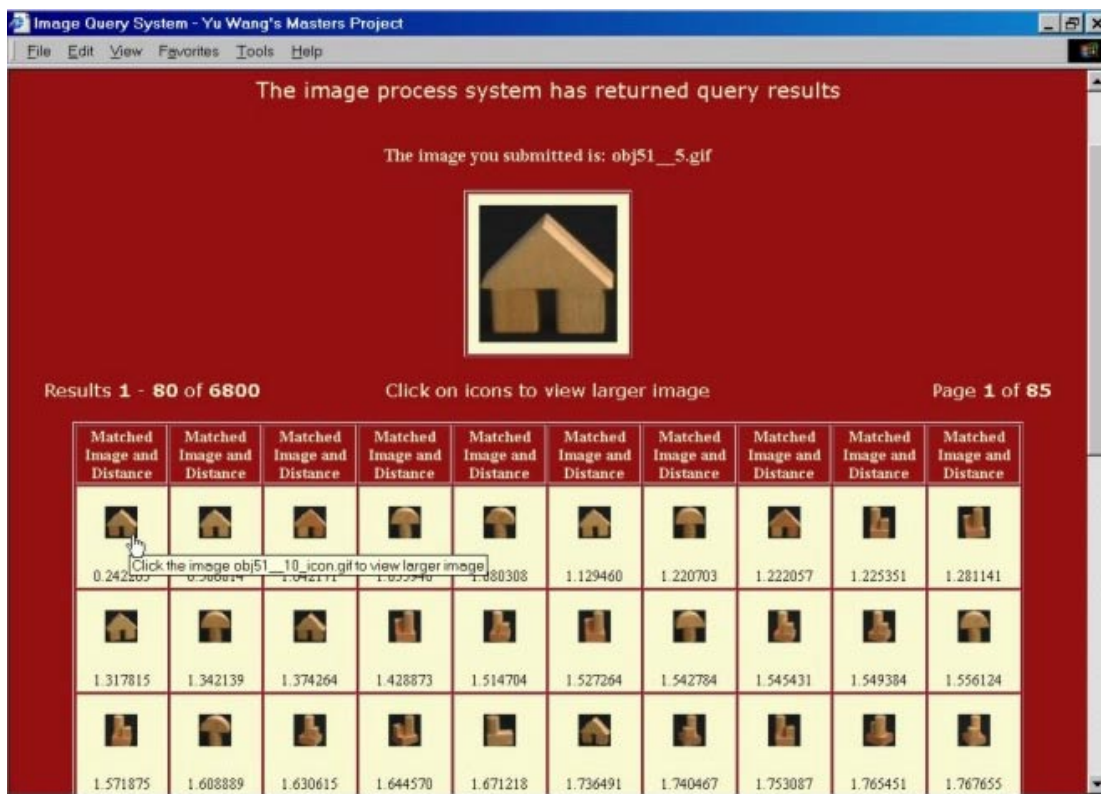 Image Query System - Yu Wang's Masters Project
File Edit View Favorites Tools Help
The image process system has returned query results
The image you submitted is: obj51__5.gif
Results 1 - 80 of 6800 Click on icons to view larger image Page 1 of 85
Matched Matched Matched Matched Matched Matched Matched Matched Matched Matched
Image and Image and Image and Image and Image and Image and Image and Image and Image and Image and
Distance Distance Distance Distance Distance Distance Distance Distance Distance Distance
Click the image obj51__10_icon.gif to view larger image
1.129460 1.220703 1.222057 1.225351 1.281141
1.317815 1.342139 1.374264 1.428873 1.514704 1.527264 1.542784 1.545431 1.549384 1.556124
1.571875 1.608889 1.630615 1.644570 1.671218 1.736491 1.740467 1.753087 1.765451 1.767655